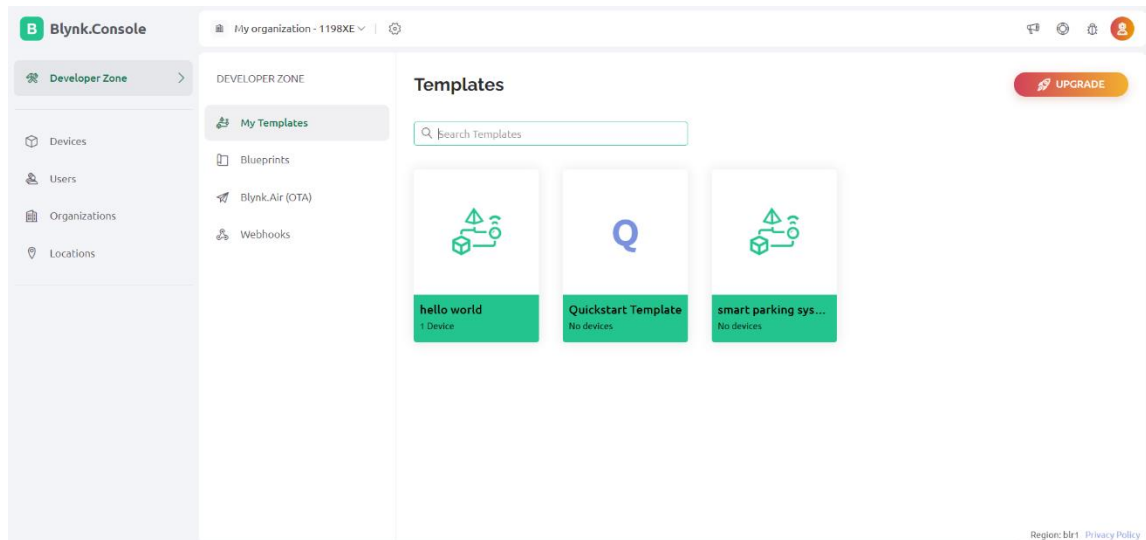 B Blynk.Console
My organization - 1198XE
Developer Zone
Devices
Users
Organizations
Locations
DEVELOPER ZONE
My Templates
Blueprints
Blynk.Air (OTA)
Webhooks
Templates
UPGRADE
Search Templates
hello world
1 Device
Q
Quickstart Template
No devices
smart parking sys...
No devices
Region: blr1 Privacy Policy